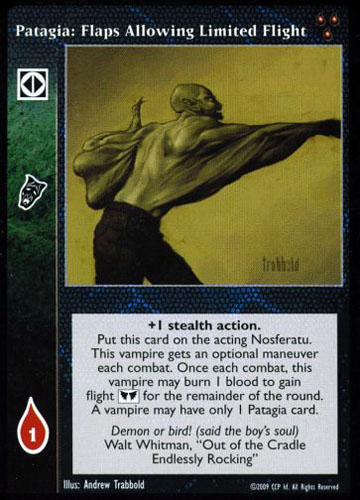 Patagia: Flaps Allowing Limited Flight
trabbold
+1 stealth action.
Put this card on the acting Nosferatu.
This vampire gets an optional maneuver
each combat. Once each combat, this
vampire may burn 1 blood to gain
flight for the remainder of the round.
A vampire may have only 1 Patagia card.
Demon or bird! (said the boy's soul)
Walt Whitman, "Out of the Cradle
Endlessly Rocking"
1
Illus: Andrew Trabbold
©2009 CCP hf. All Rights Reserved